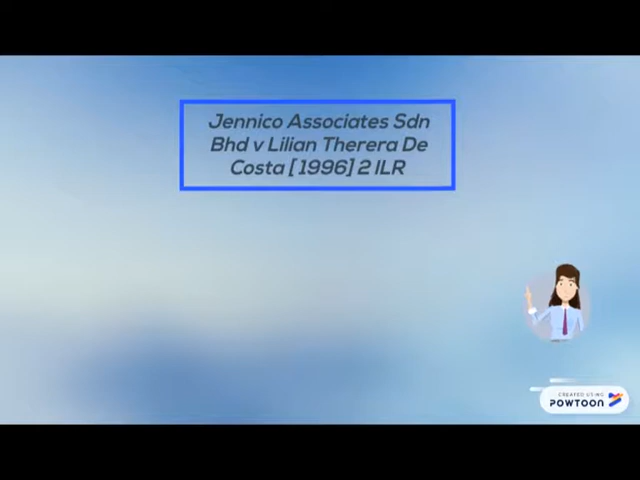 Jennico Associates Sdn
Bhd v Lilian Therera De
Costa [ 1996] 2 ILR
CREATED USING
POWTOON